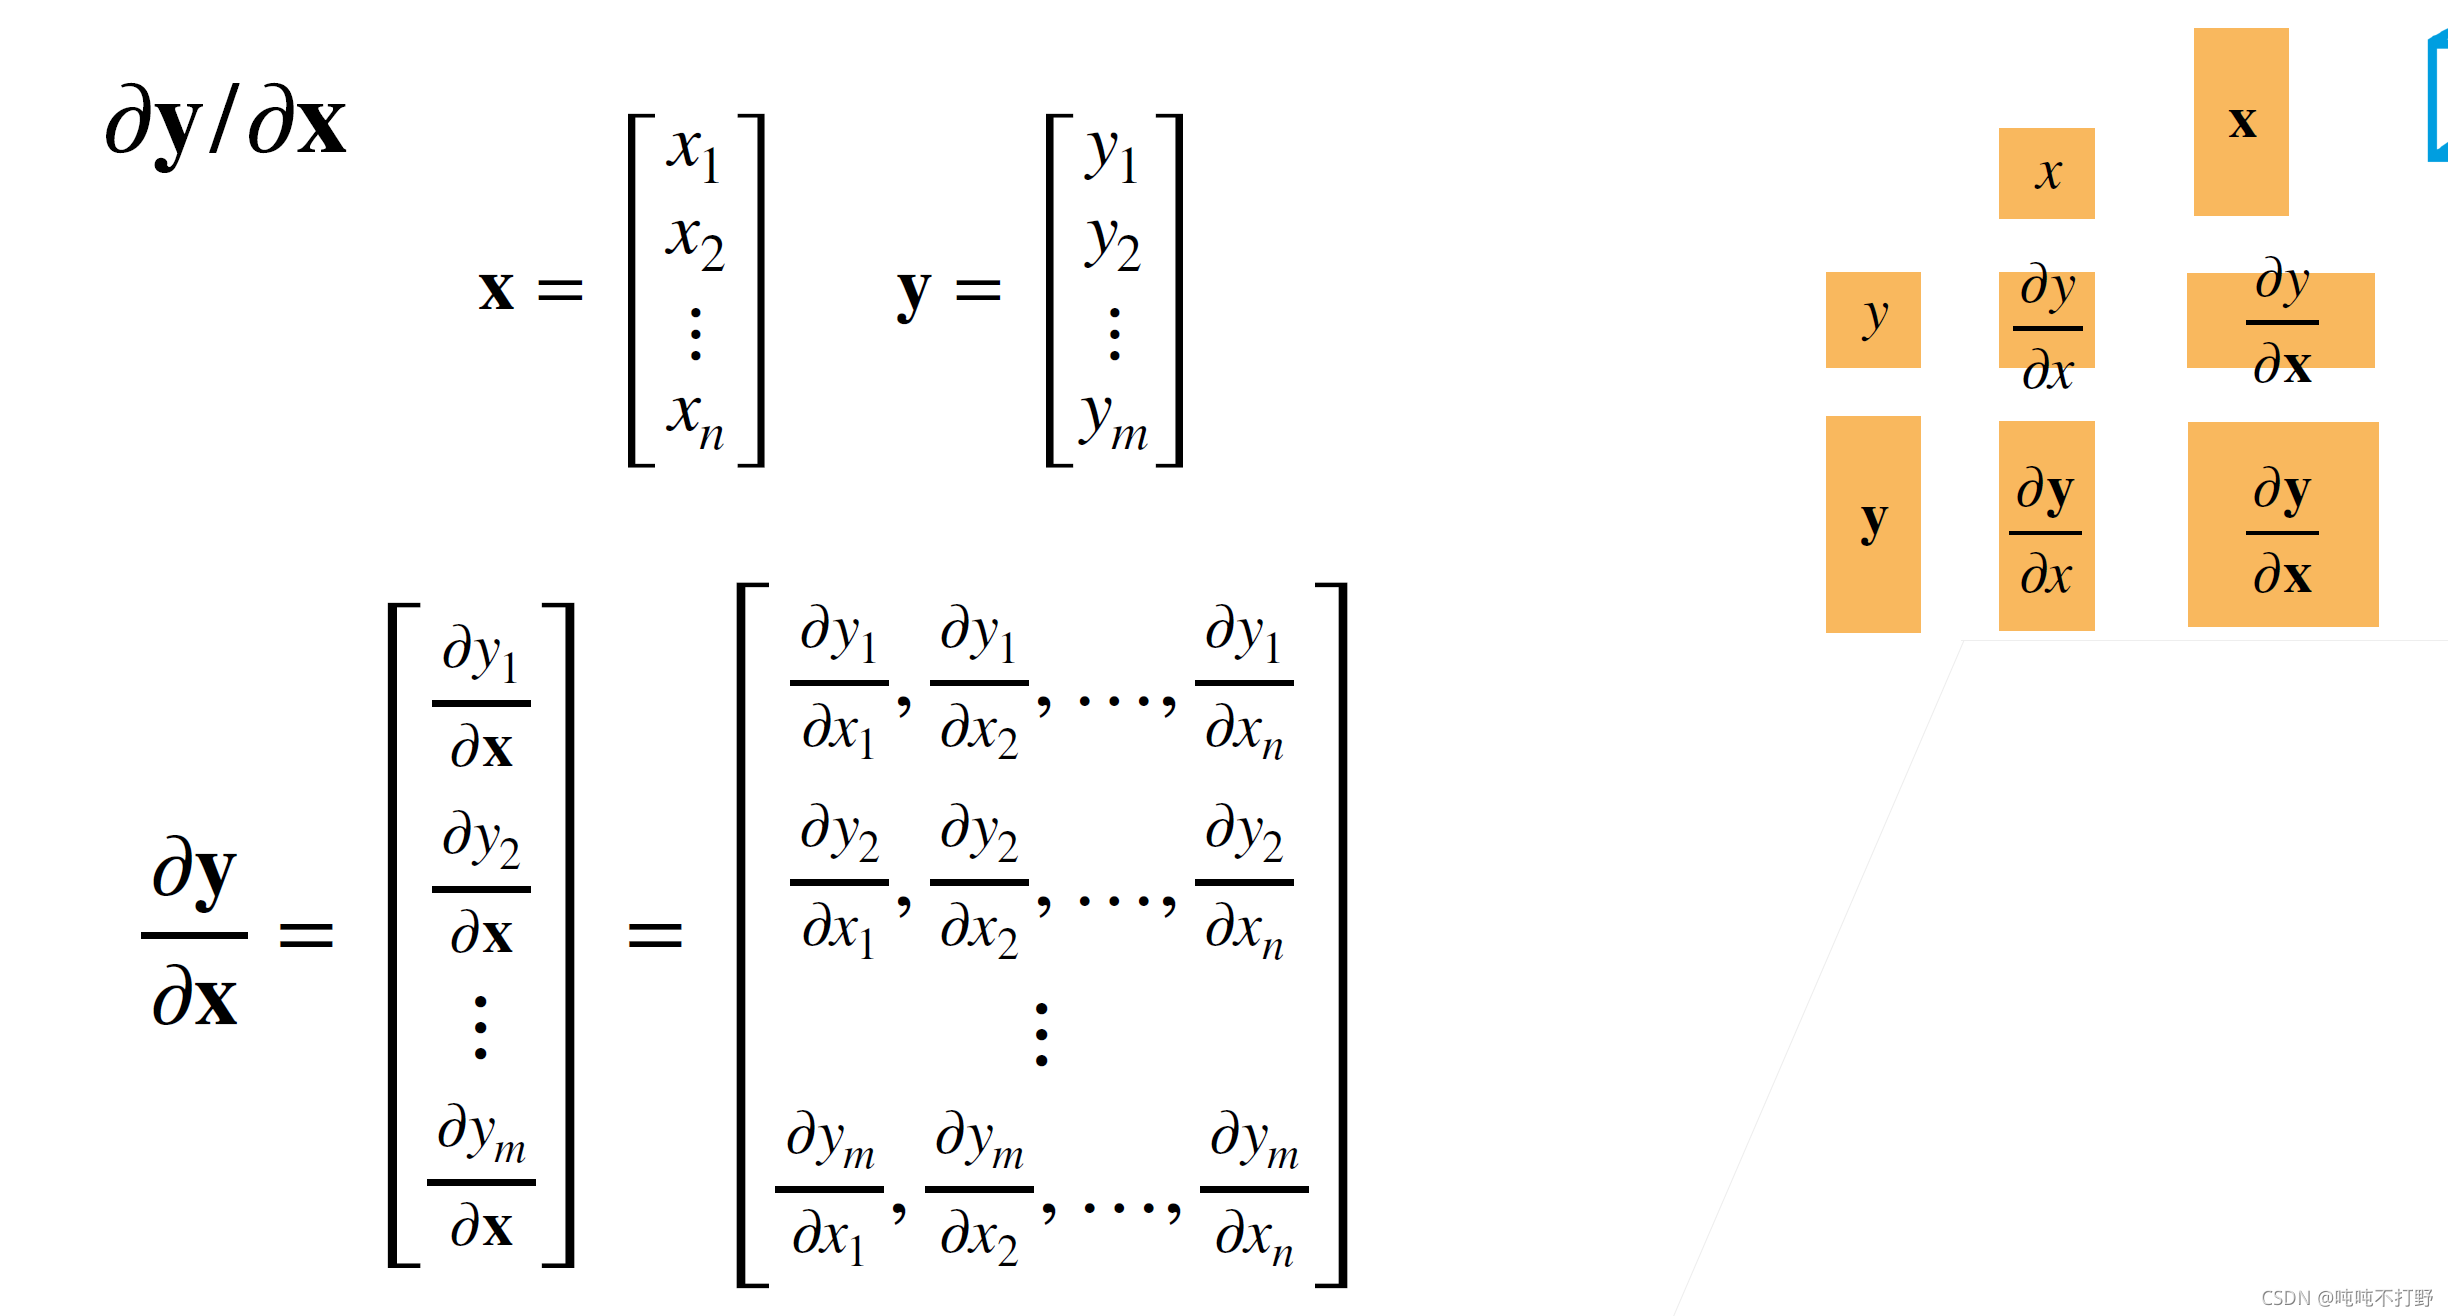 ∂𝐲/∂𝐱
𝐱 = [x₁ x₂ ⋮ xₙ] 𝐲 = [y₁ y₂ ⋮ yₘ]
∂𝐲/∂𝐱 = [∂y₁/∂𝐱 ∂y₂/∂𝐱 ⋮ ∂yₘ/∂𝐱] = [∂y₁/∂x₁, ∂y₁/∂x₂, …, ∂y₁/∂xₙ
∂y₂/∂x₁, ∂y₂/∂x₂, …, ∂y₂/∂xₙ
⋮
∂yₘ/∂x₁, ∂yₘ/∂x₂, …, ∂yₘ/∂xₙ]
x 𝐱
y ∂y/∂x ∂y/∂𝐱
𝐲 ∂𝐲/∂x ∂𝐲/∂𝐱
CSDN @吨吨不打野